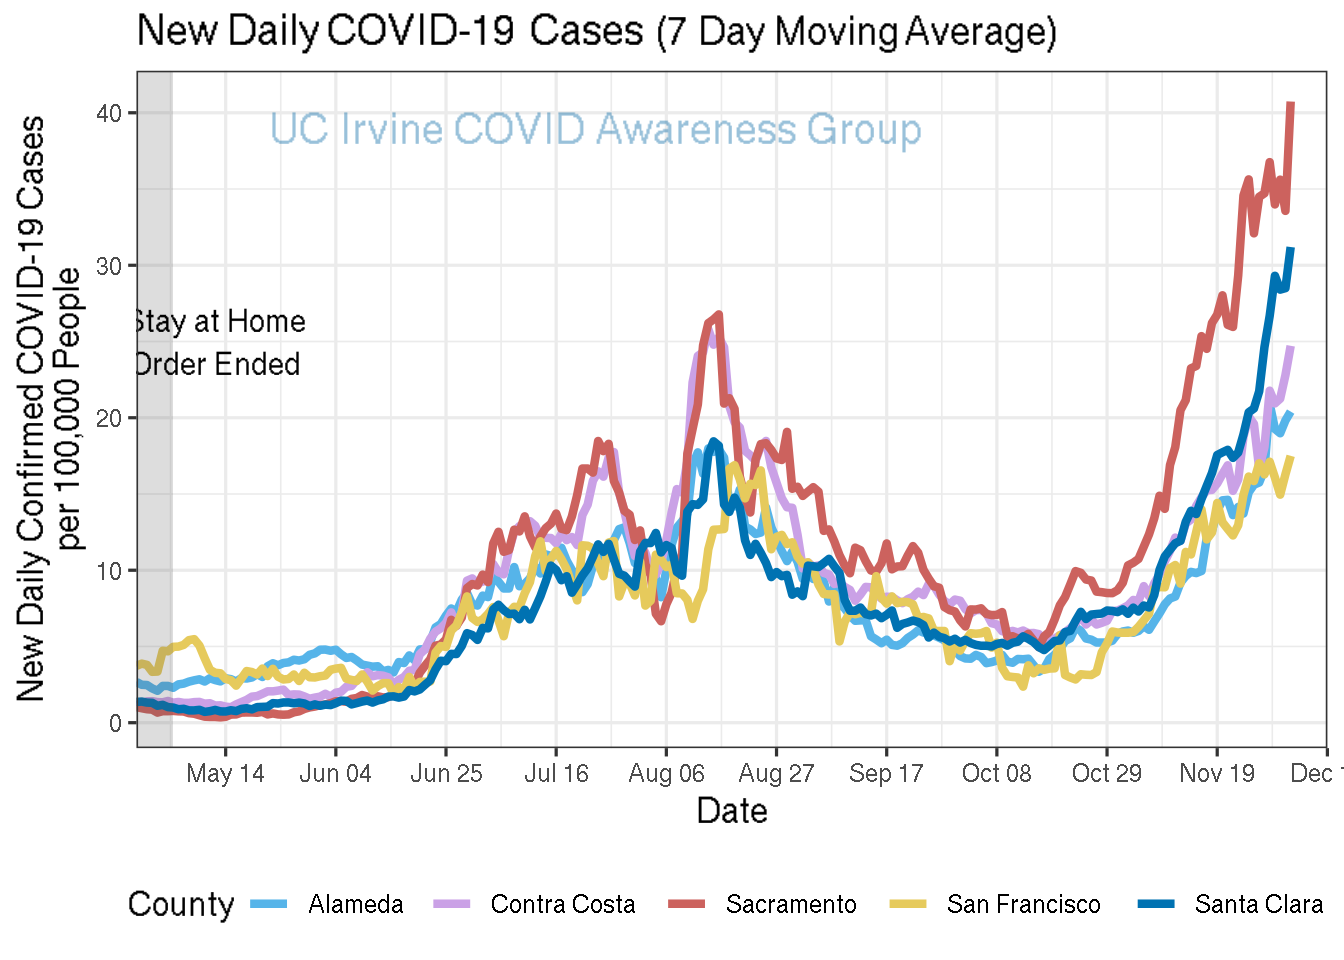 New Daily COVID-19 Cases (7 Day Moving Average)
UC Irvine COVID Awareness Group
New Daily Confirmed COVID-19 Cases
per 100,000 People
40
30
20
10
0
Stay at Home
Order Ended
May 14
Jun 04
Jun 25
Jul 16
Aug 06
Aug 27
Sep 17
Oct 08
Oct 29
Nov 19
Dec
Date
County
Alameda
Contra Costa
Sacramento
San Francisco
Santa Clara